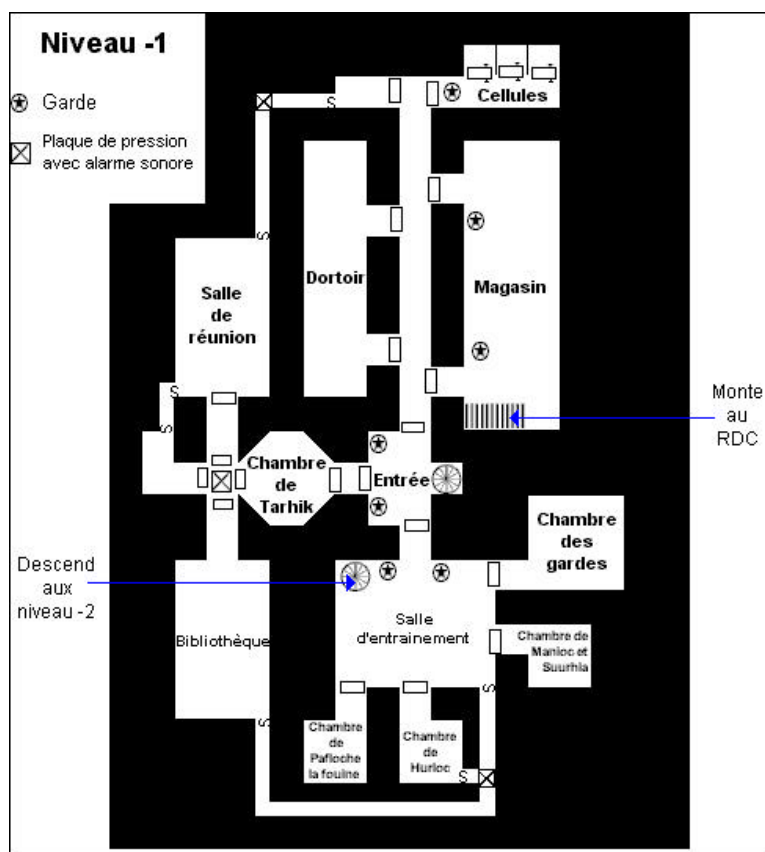 Niveau -1
Garde
Plaque de pression
avec alarme sonore
S
Cellules
S
Dortoir
Magasin
Salle
de
réunion
S
S
Monte
au
RDC
Chambre
de
Tarhik
Entrée
Chambre
des
gardes
Descend
aux
niveau -2
Salle
d'entrainement
Bibliothèque
Chambre de
Manioc et
Suurhia
S
S
Chambre
de
Pafloche
la fouine
Chambre
de
Hurloc
S